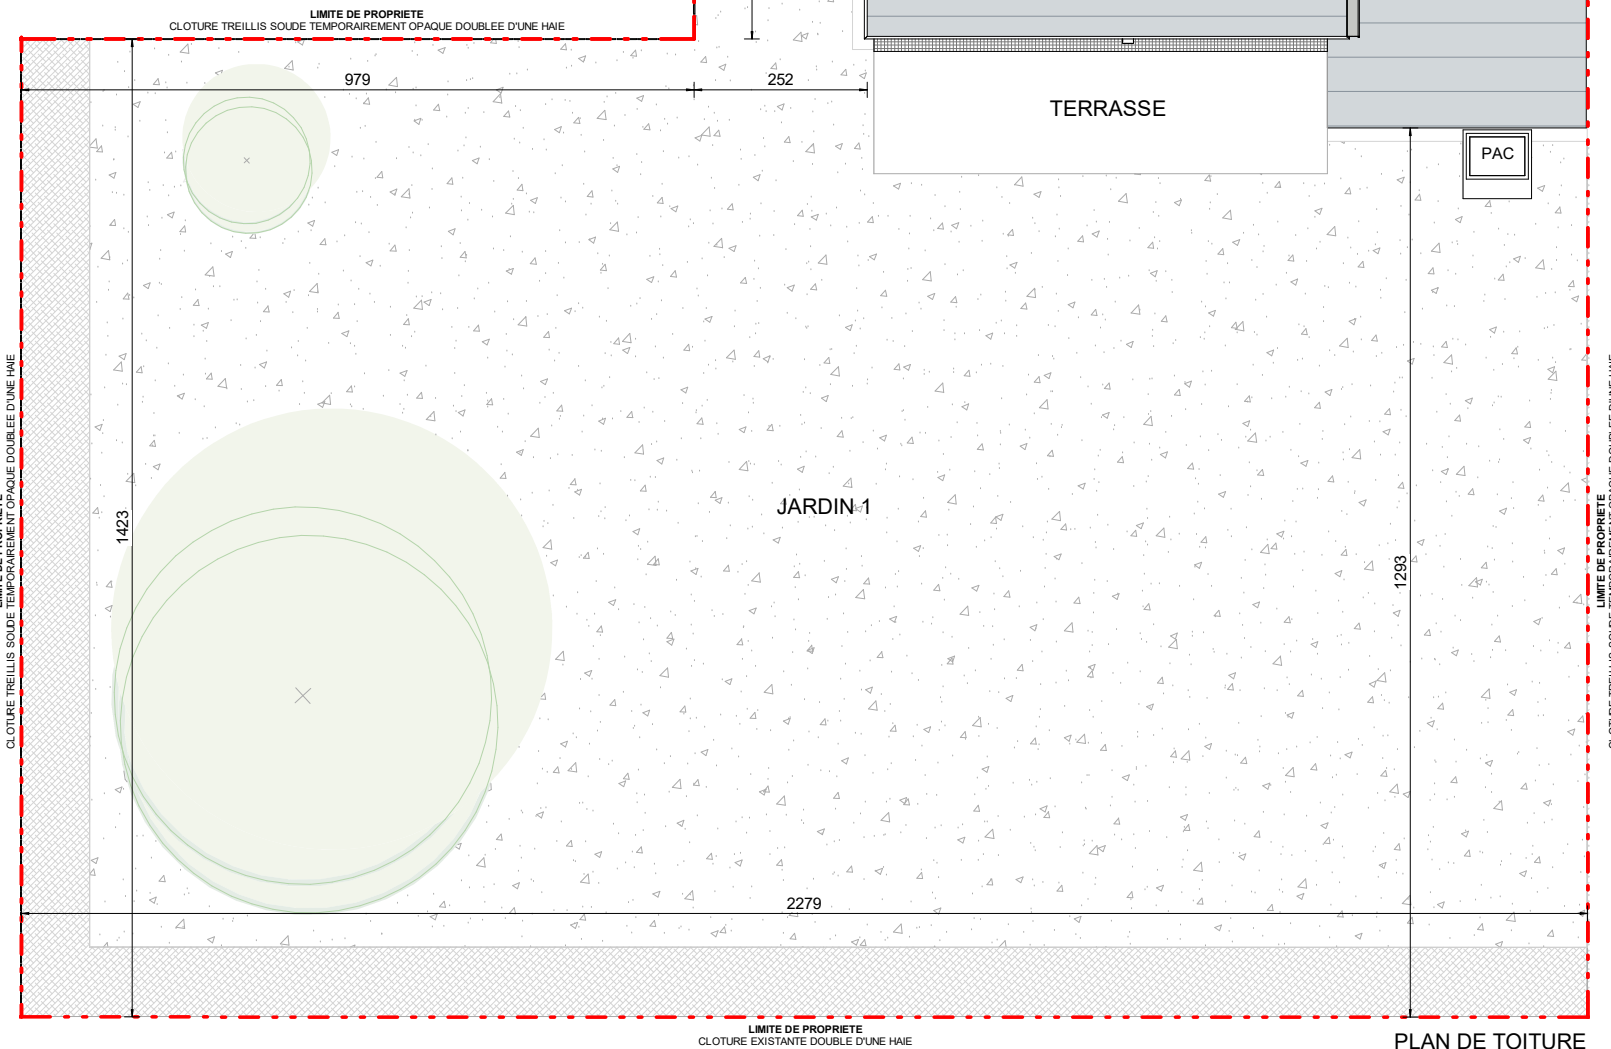 LIMITE DE PROPRIETE
CLOTURE TREILLIS SOUDE TEMPORAIREMENT OPAQUE DOUBLEE D'UNE HAIE
979
252
TERRASSE
PAC
CLOTURE TREILLIS SOUDE TEMPORAIREMENT OPAQUE DOUBLEE D'UNE HAIE
1423
JARDIN 1
1293
LIMITE DE PROPRIETE
2279
LIMITE DE PROPRIETE
CLOTURE EXISTANTE DOUBLE D'UNE HAIE
PLAN DE TOITURE